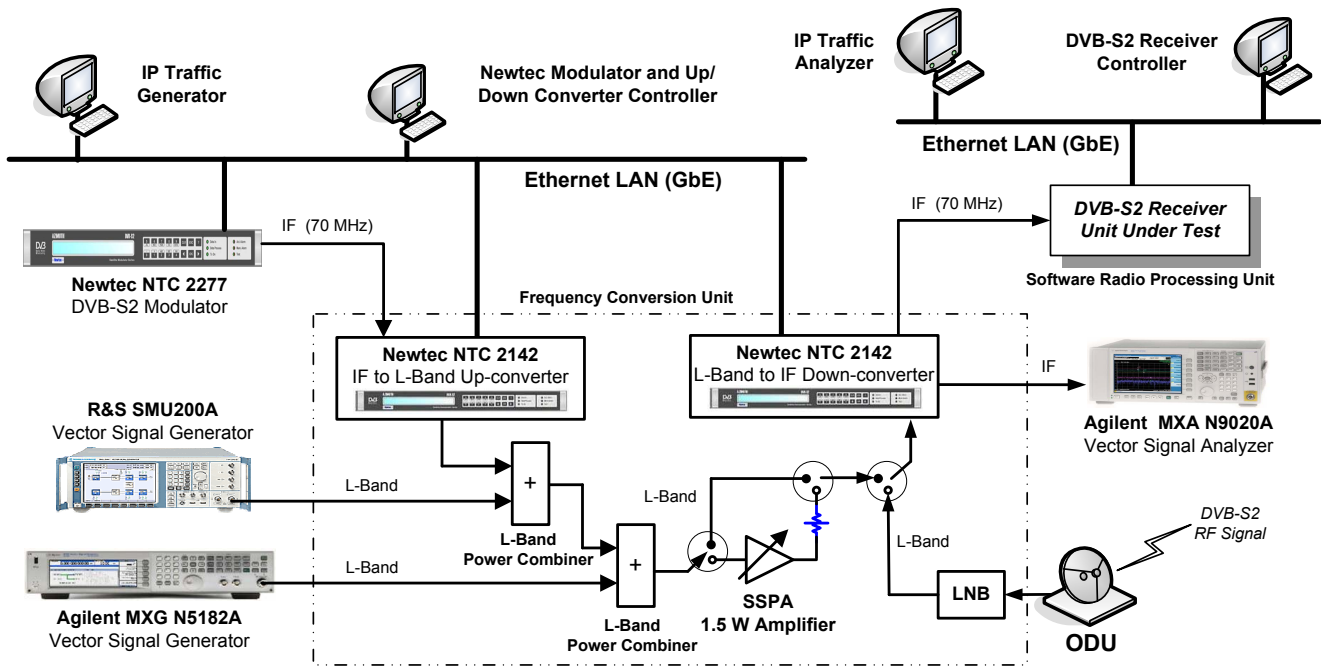 IP Traffic
Generator
Newtec Modulator and Up/
Down Converter Controller
IP Traffic
Analyzer
DVB-S2 Receiver
Controller
Ethernet LAN (GbE)
Ethernet LAN (GbE)
IF (70 MHz)
IF (70 MHz)
DVB-S2 Receiver
Unit Under Test
Software Radio Processing Unit
Newtec NTC 2277
DVB-S2 Modulator
Frequency Conversion Unit
Newtec NTC 2142
IF to L-Band Up-converter
Newtec NTC 2142
L-Band to IF Down-converter
IF
Agilent MXA N9020A
Vector Signal Analyzer
R&S SMU200A
Vector Signal Generator
L-Band
+
L-Band
Power Combiner
L-Band
L-Band
+
L-Band
Power Combiner
SSPA
1.5 W Amplifier
L-Band
LNB
DVB-S2
RF Signal
ODU
Agilent MXG N5182A
Vector Signal Generator